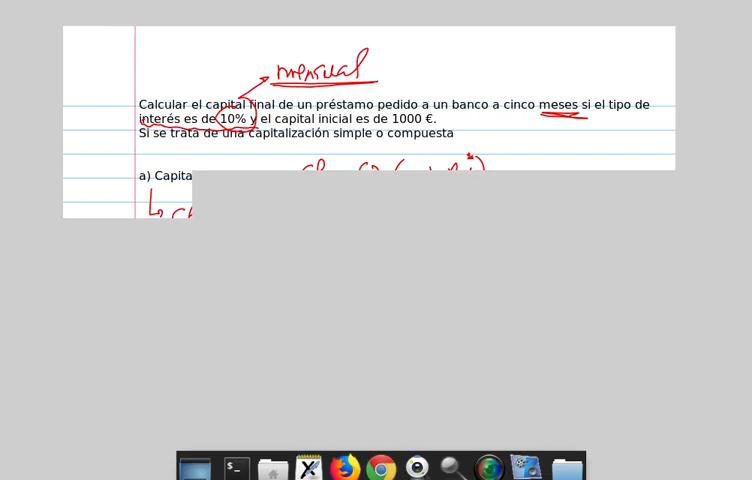 mensual
Calcular el capital final de un préstamo pedido a un banco a cinco meses si el tipo de
interés es de 10% y el capital inicial es de 1000 €.
Si se trata de una capitalización simple o compuesta
a) Capita